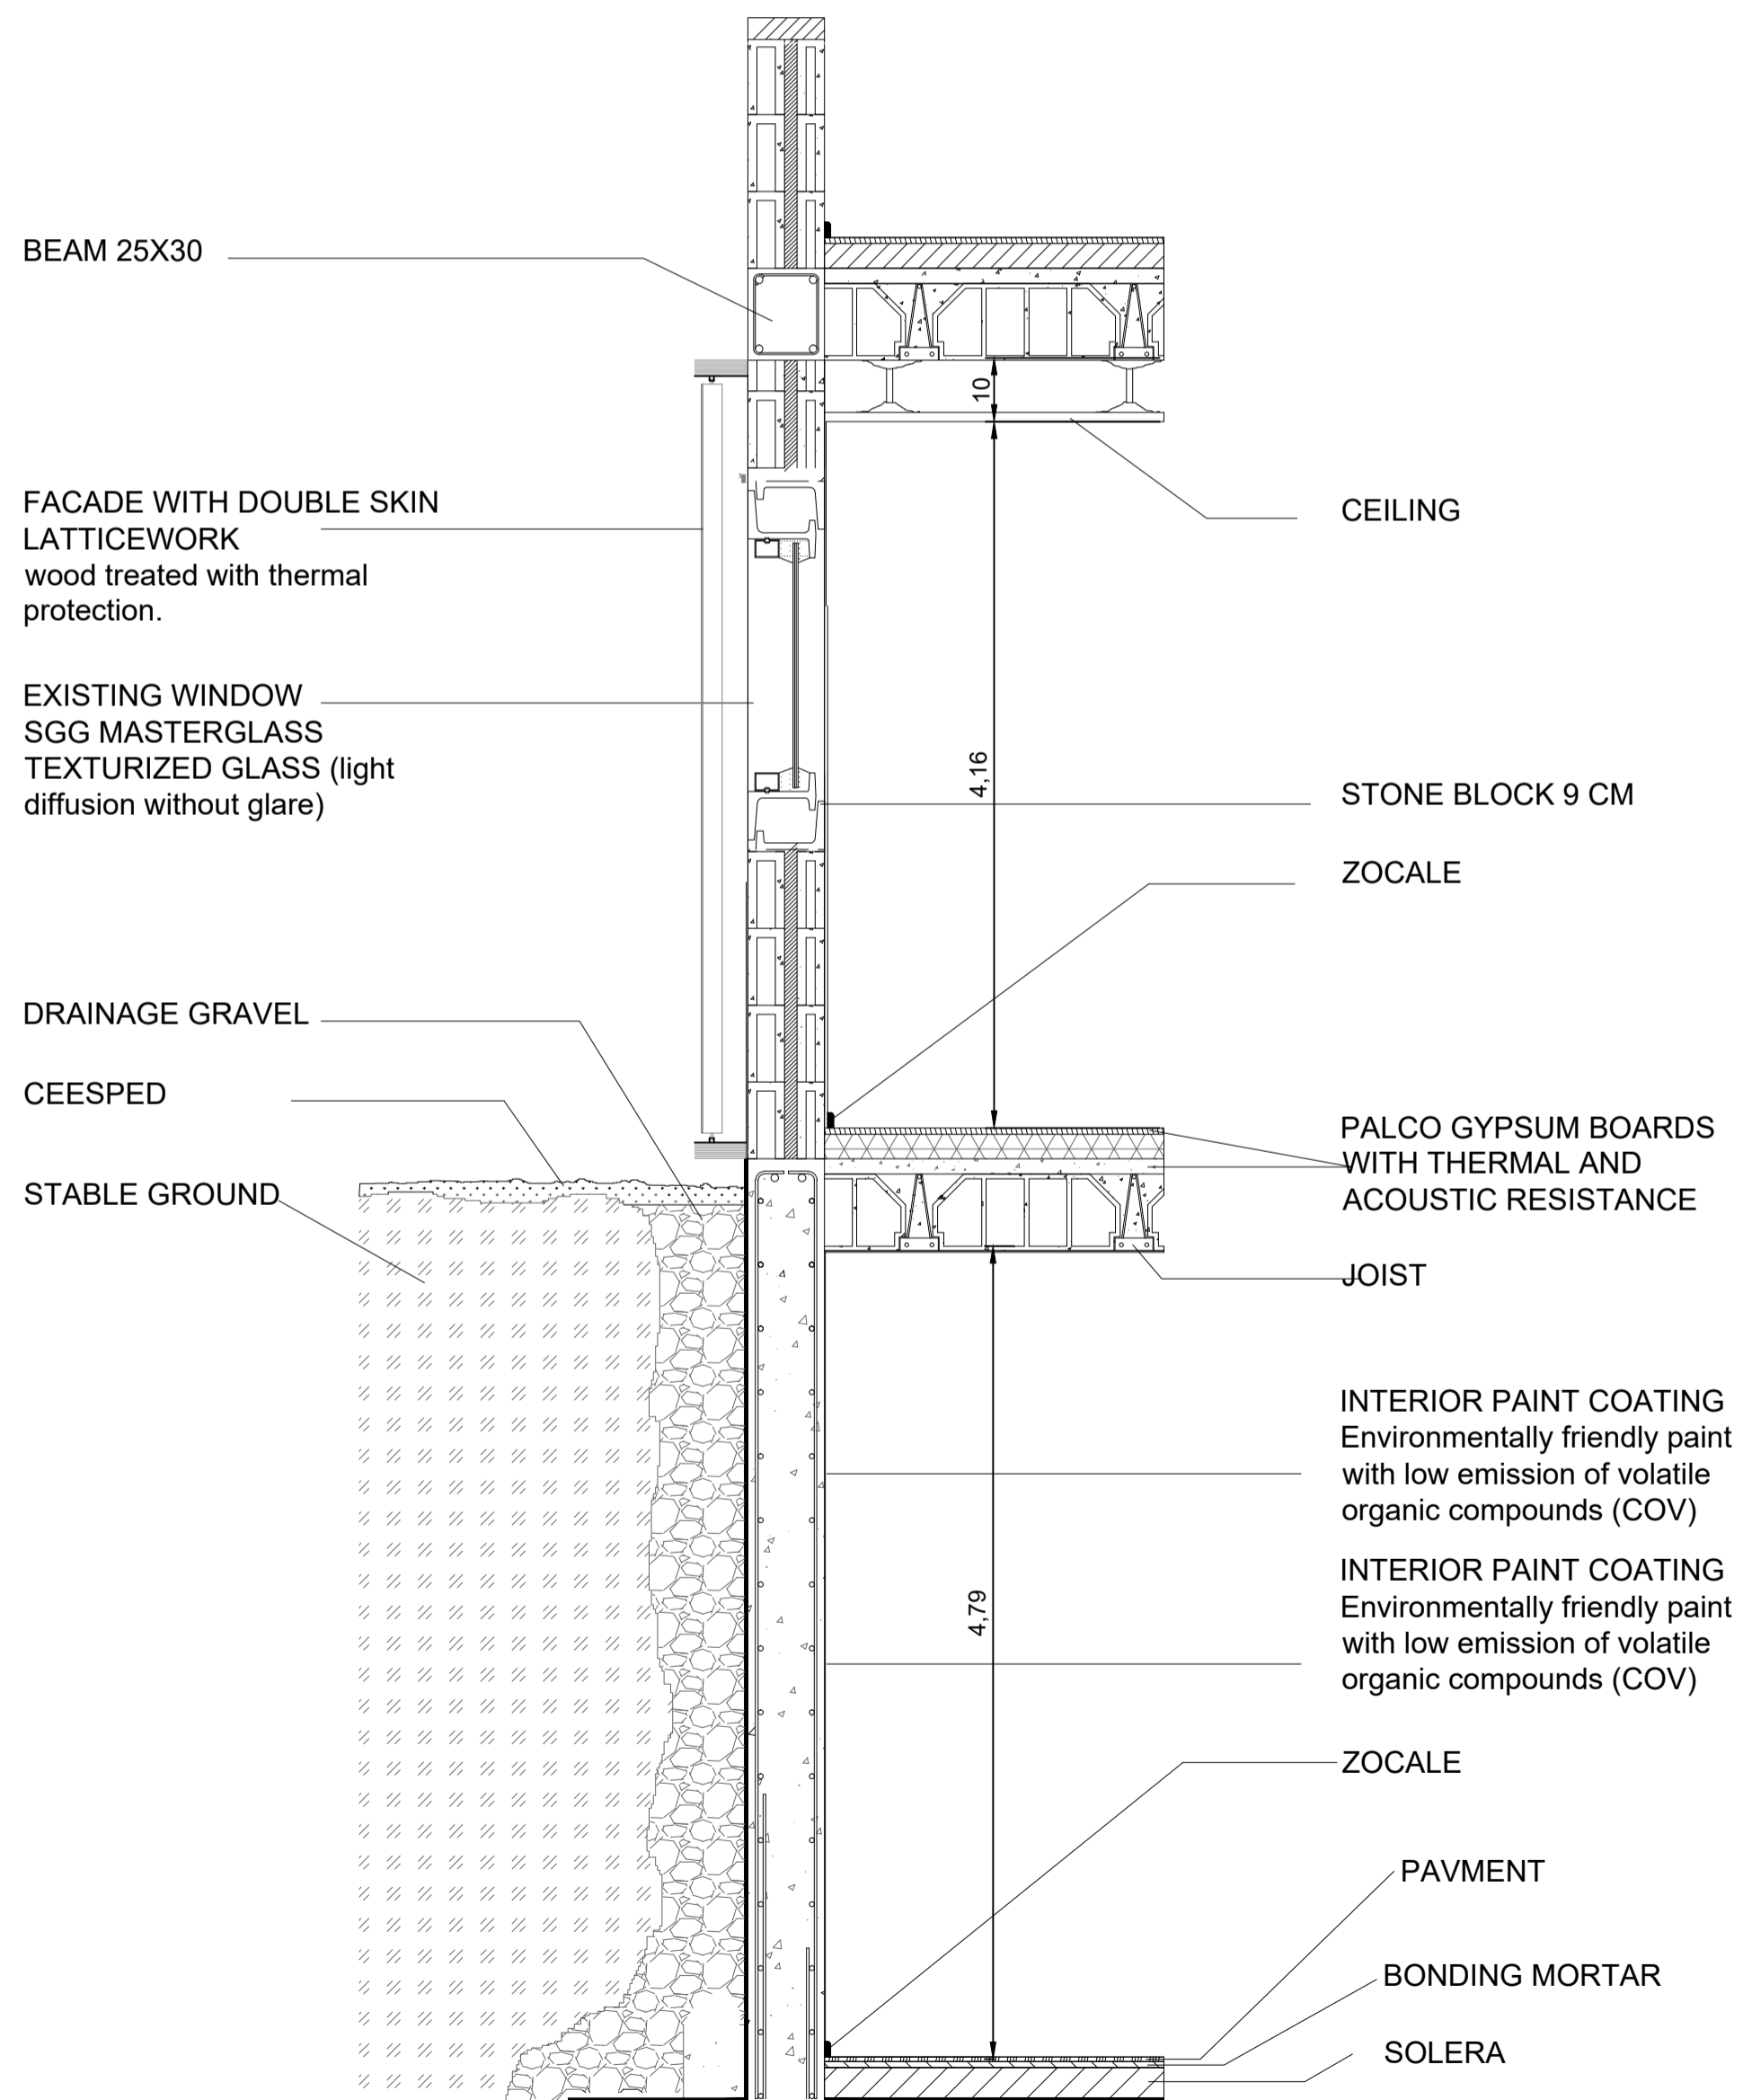 BEAM 25X30
FACADE WITH DOUBLE SKIN
LATTICEWORK
wood treated with thermal
protection.
EXISTING WINDOW
SGG MASTERGLASS
TEXTURIZED GLASS (light
diffusion without glare)
DRAINAGE GRAVEL
CEESPED
STABLE GROUND
10
4,16
4,79
CEILING
STONE BLOCK 9 CM
ZOCALE
PALCO GYPSUM BOARDS
WITH THERMAL AND
ACOUSTIC RESISTANCE
JOIST
INTERIOR PAINT COATING
Environmentally friendly paint
with low emission of volatile
organic compounds (COV)
INTERIOR PAINT COATING
Environmentally friendly paint
with low emission of volatile
organic compounds (COV)
ZOCALE
PAVMENT
BONDING MORTAR
SOLERA